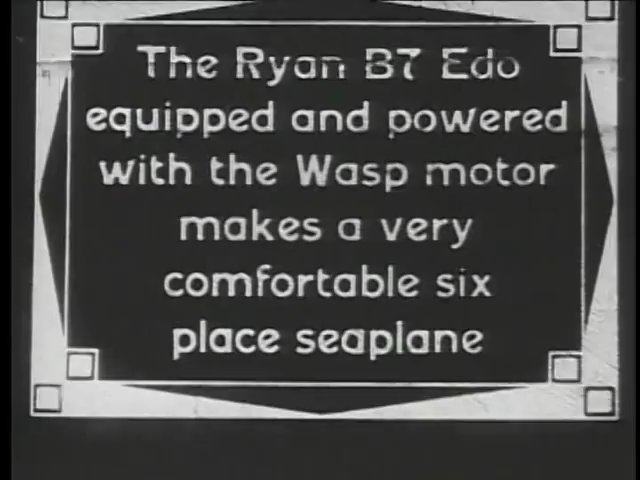 The Ryan B7 Edo
equipped and powered
with the Wasp motor
makes a very
comfortable six
place seaplane